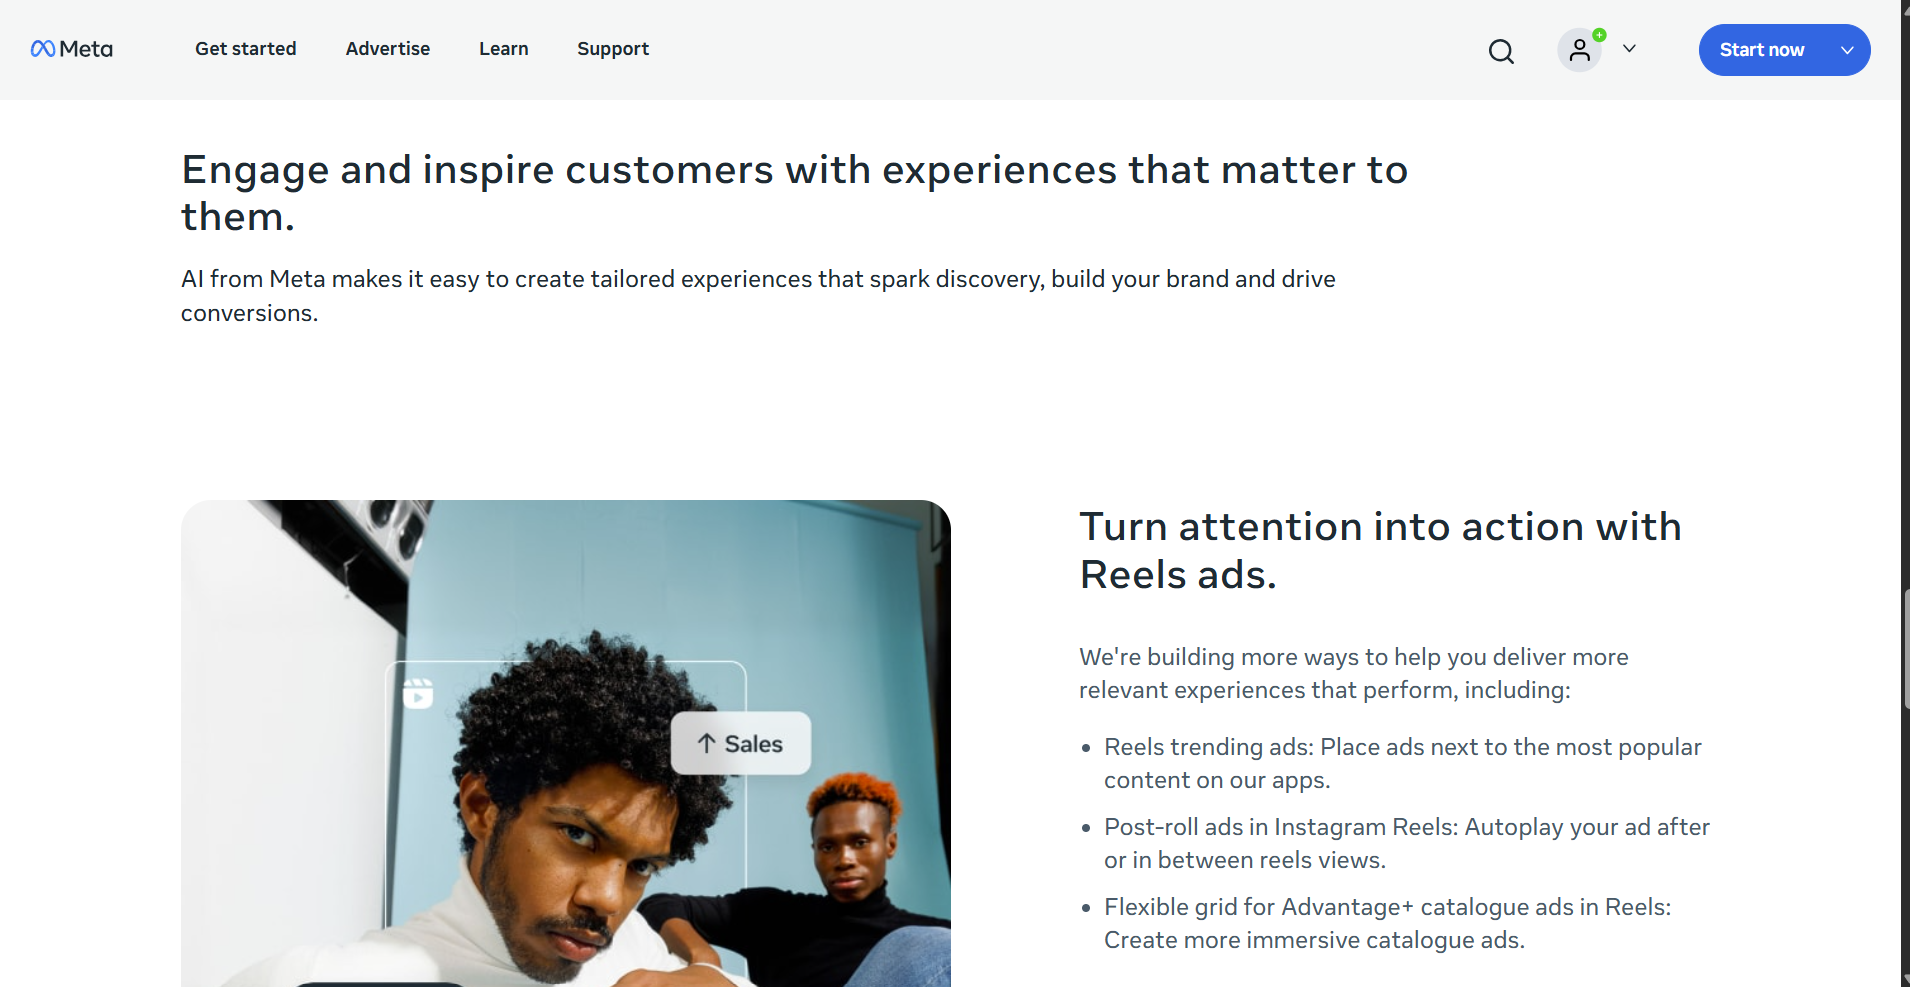 Meta
Get started
Advertise
Learn
Support
Start now
Engage and inspire customers with experiences that matter to
them.
AI from Meta makes it easy to create tailored experiences that spark discovery, build your brand and drive
conversions.
↑ Sales
Turn attention into action with
Reels ads.
We're building more ways to help you deliver more
relevant experiences that perform, including:
• Reels trending ads: Place ads next to the most popular
content on our apps.
• Post-roll ads in Instagram Reels: Autoplay your ad after
or in between reels views.
• Flexible grid for Advantage+ catalogue ads in Reels:
Create more immersive catalogue ads.